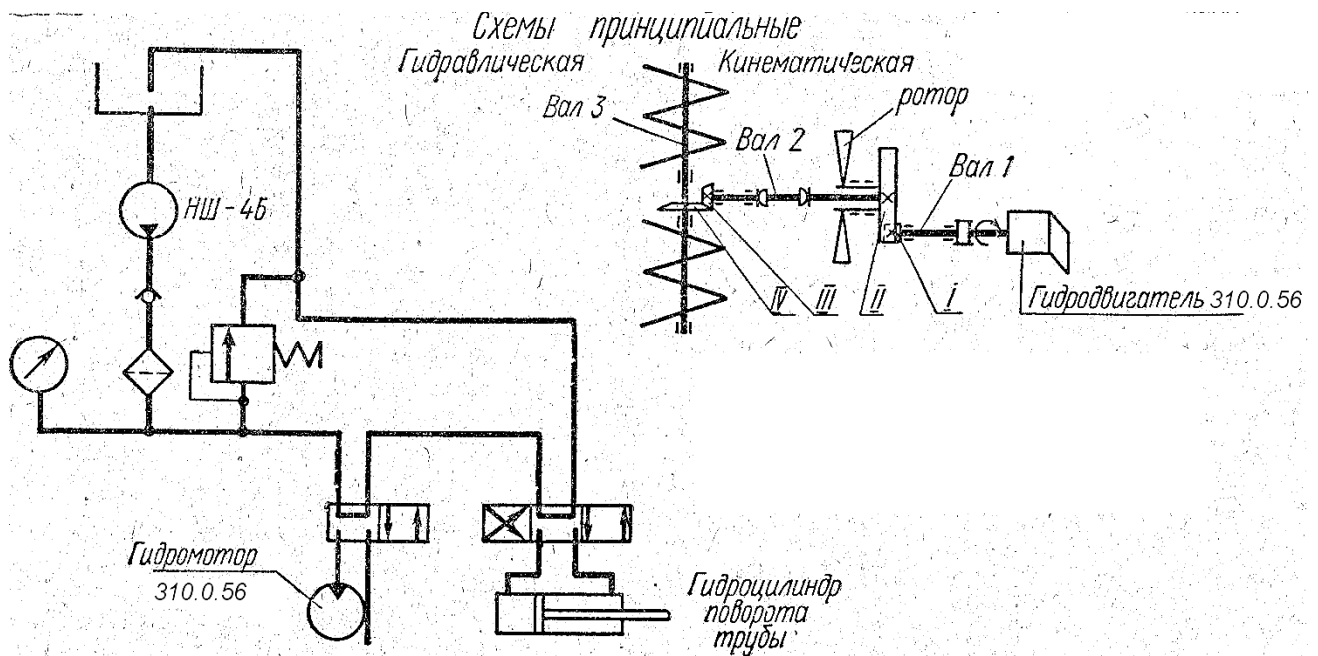 Схемы принципиальные
Гидравлическая
Кинематическая
Вал 3
ротор
Вал 2
Вал 1
НШ-4Б
IV
III
II
I
Гидродвигатель 310.0.56
Гидромотор
310.0.56
Гидроцилиндр
поворота
трубы